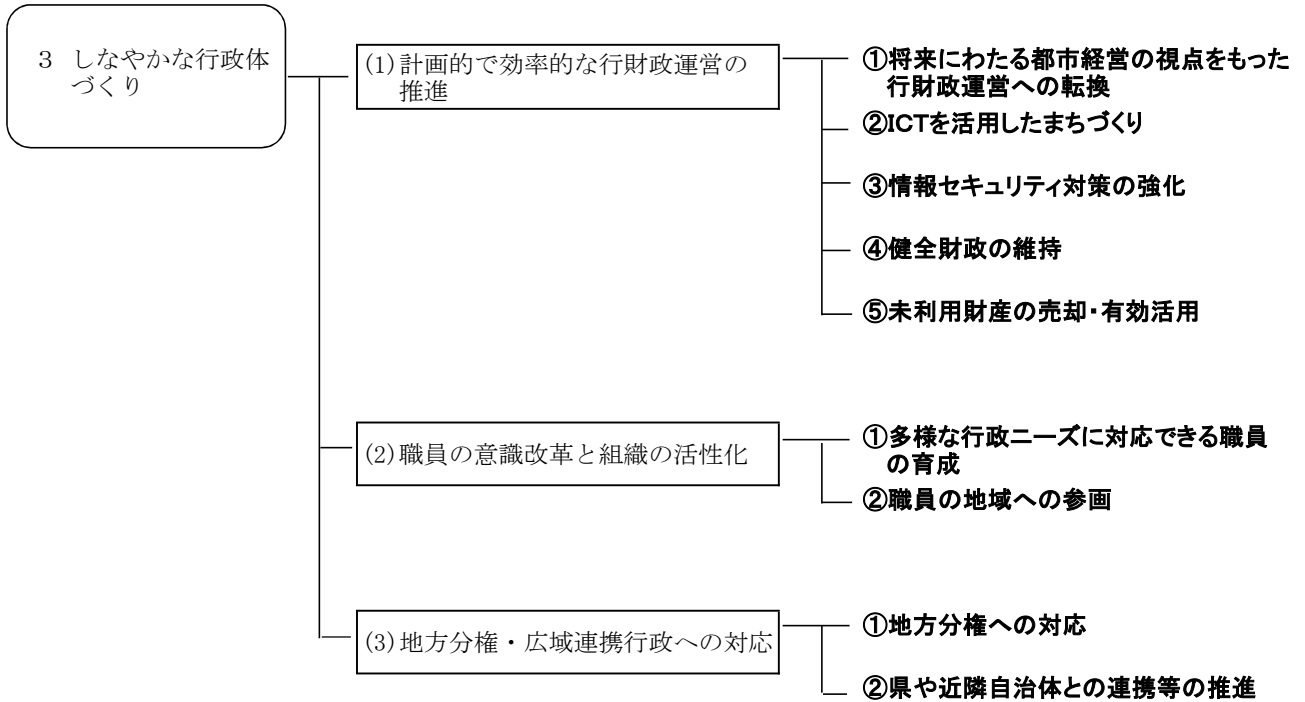 ３ しなやかな行政体
づくり
(1)計画的で効率的な行財政運営の
推進
①将来にわたる都市経営の視点をもった
行財政運営への転換
②ICTを活用したまちづくり
③情報セキュリティ対策の強化
④健全財政の維持
⑤未利用財産の売却・有効活用
(2)職員の意識改革と組織の活性化
①多様な行政ニーズに対応できる職員
の育成
②職員の地域への参画
(3)地方分権・広域連携行政への対応
①地方分権への対応
②県や近隣自治体との連携等の推進